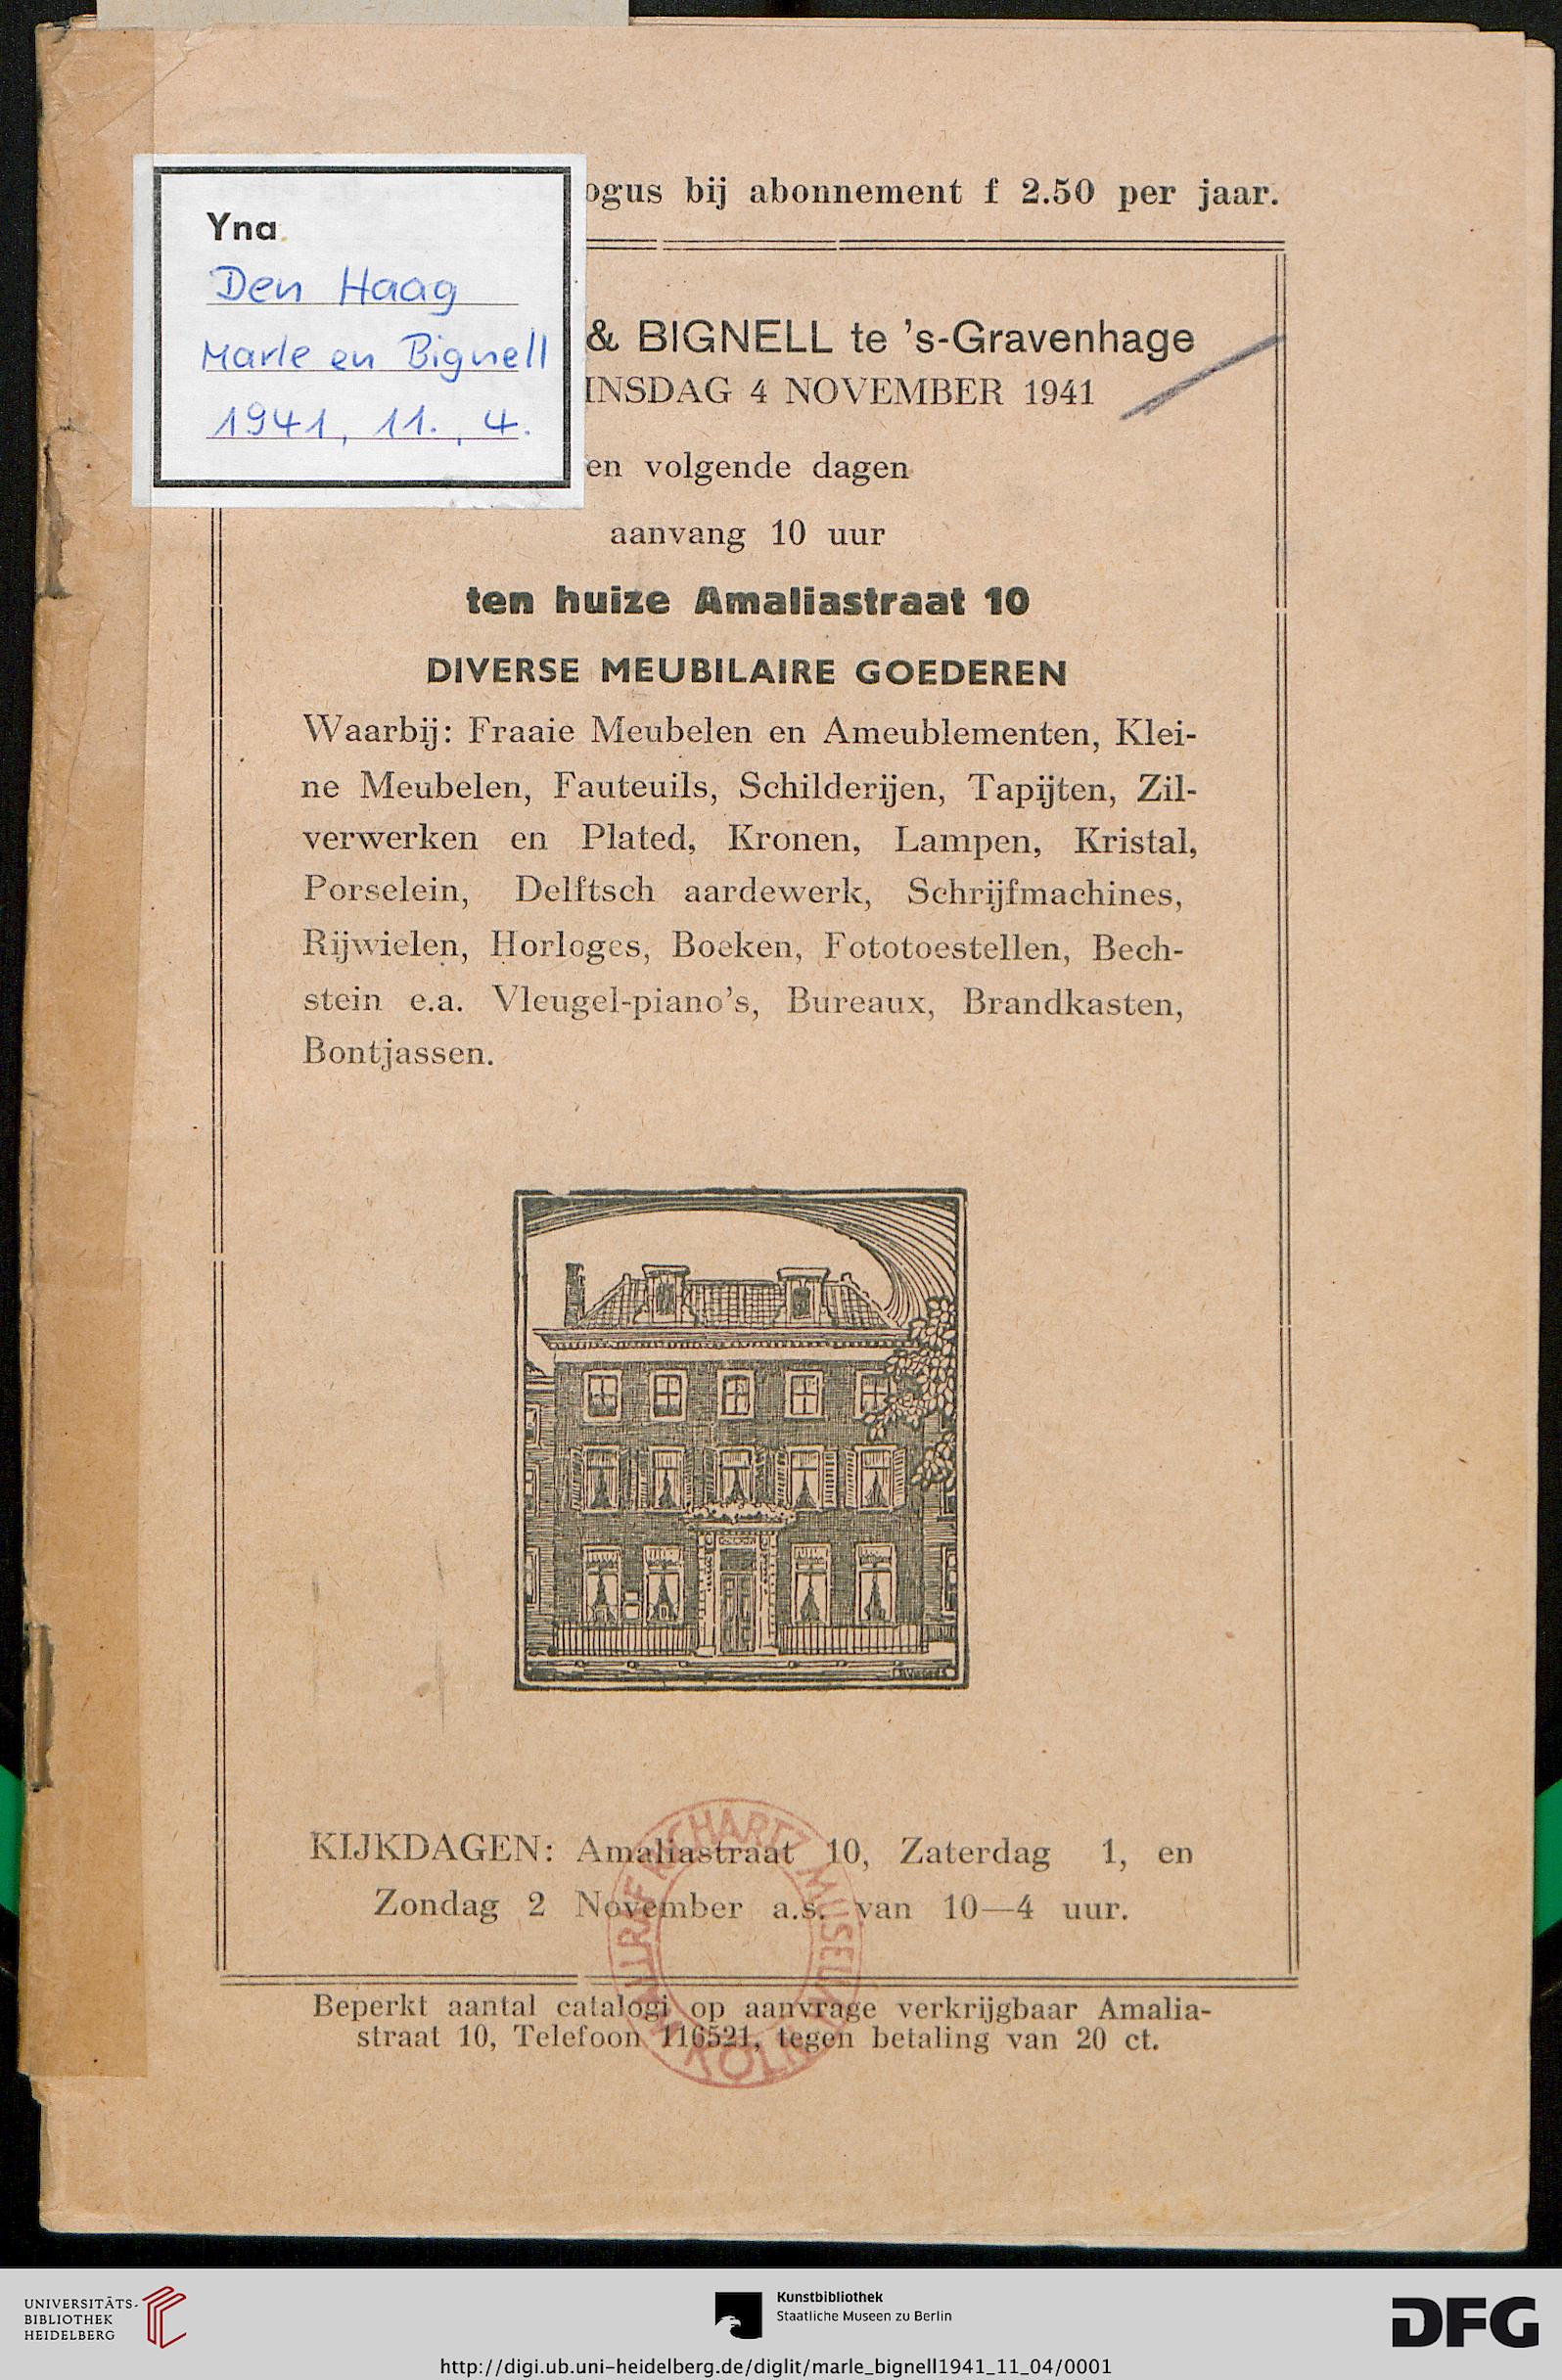 ogus bij abonnement f 2.50 per jaar.
Yna
Den Haag
Marle en Bignell
1941, 11., 4.
& BIGNELL te 's-Gravenhage
INSDAG 4 NOVEMBER 1941
en volgende dagen
aanvang 10 uur
ten huize Amaliastraat 10
DIVERSE MEUBILAIRE GOEDEREN
Waarbij: Fraaie Meubelen en Ameublementen, Klei-
ne Meubelen, Fauteuils, Schilderijen, Tapijten, Zil-
verwerken en Plated, Kronen, Lampen, Kristal,
Porselein, Delftsch aardewerk, Schrijfmachines,
Rijwielen, Horloges, Boeken, Fototoestellen, Bech-
stein e.a. Vleugel-piano's, Bureaux, Brandkasten,
Bontjassen.
KIJKDAGEN: Amaliastraat 10, Zaterdag 1, en
Zondag 2 November a.s. van 10—4 uur.
WALLRAF RICHARTZ MUSEUM
KÖLN
Beperkt aantal catalogi op aanvrage verkrijgbaar Amalia-
straat 10, Telefoon 116521, tegen betaling van 20 ct.
UNIVERSITÄTS-
BIBLIOTHEK
HEIDELBERG
Kunstbibliothek
Staatliche Museen zu Berlin
DFG
http://digi.ub.uni-heidelberg.de/diglit/marle_bignell1941_11_04/0001